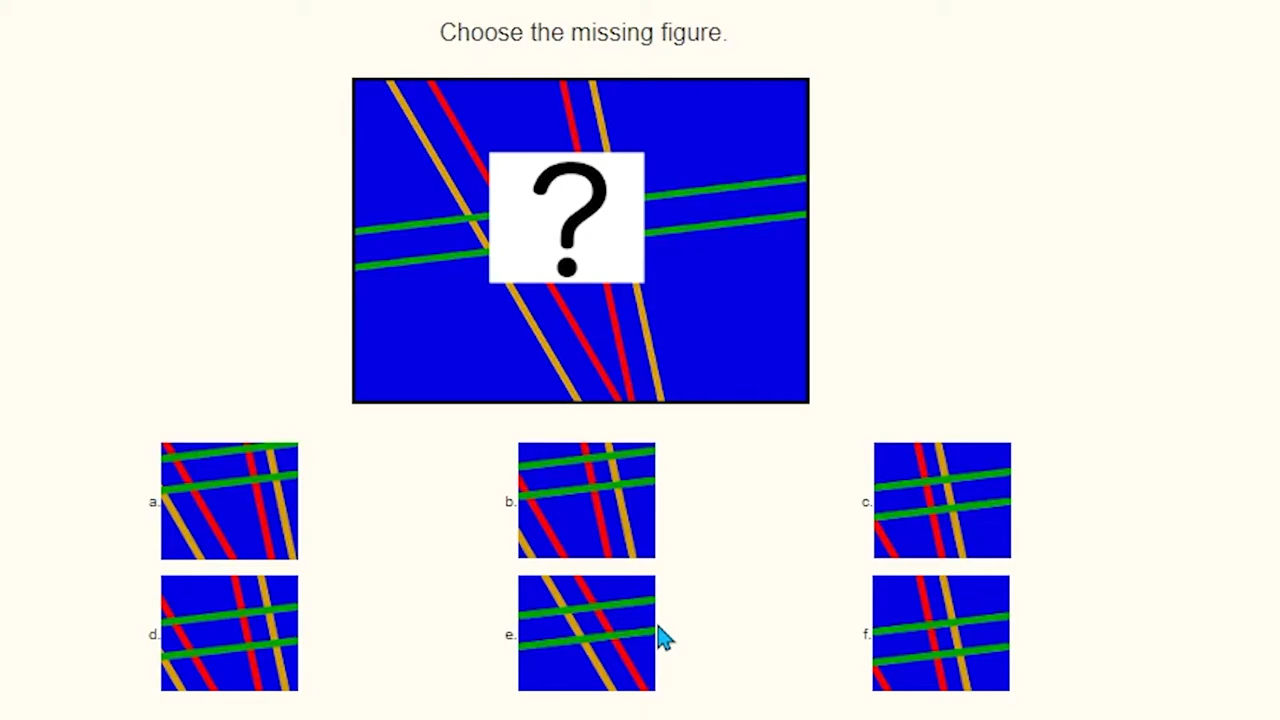 Choose the missing figure.
?
a.
b.
c.
d.
e.
f.